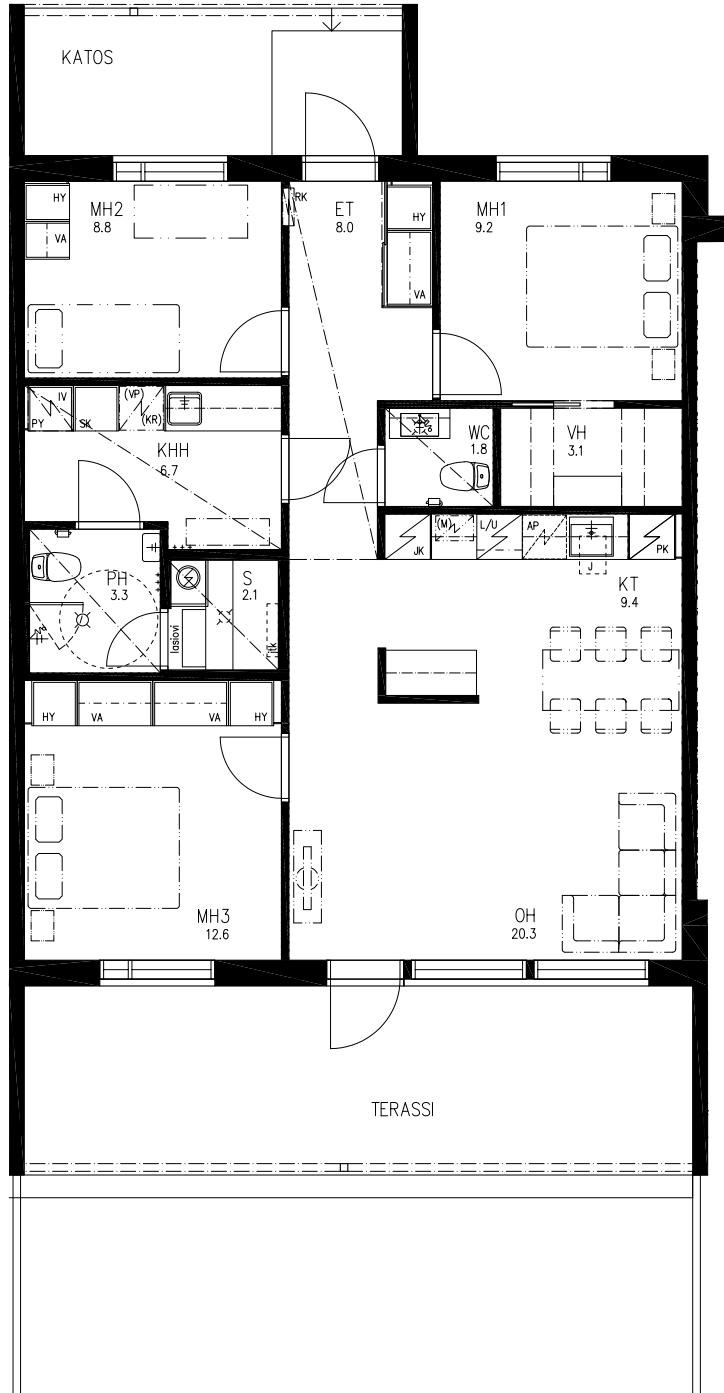 KATOS
HY
VA
MH2
8.8
RK
ET
8.0
HY
VA
MH1
9.2
PY
IV
SK
(VP)
(KR)
KHH
6.7
WC
1.8
VH
3.1
JK
(M)
L/U
AP
J
PK
KT
9.4
PH
3.3
S
2.1
lasiovi
HY
VA
VA
HY
MH3
12.6
OH
20.3
TERASSI